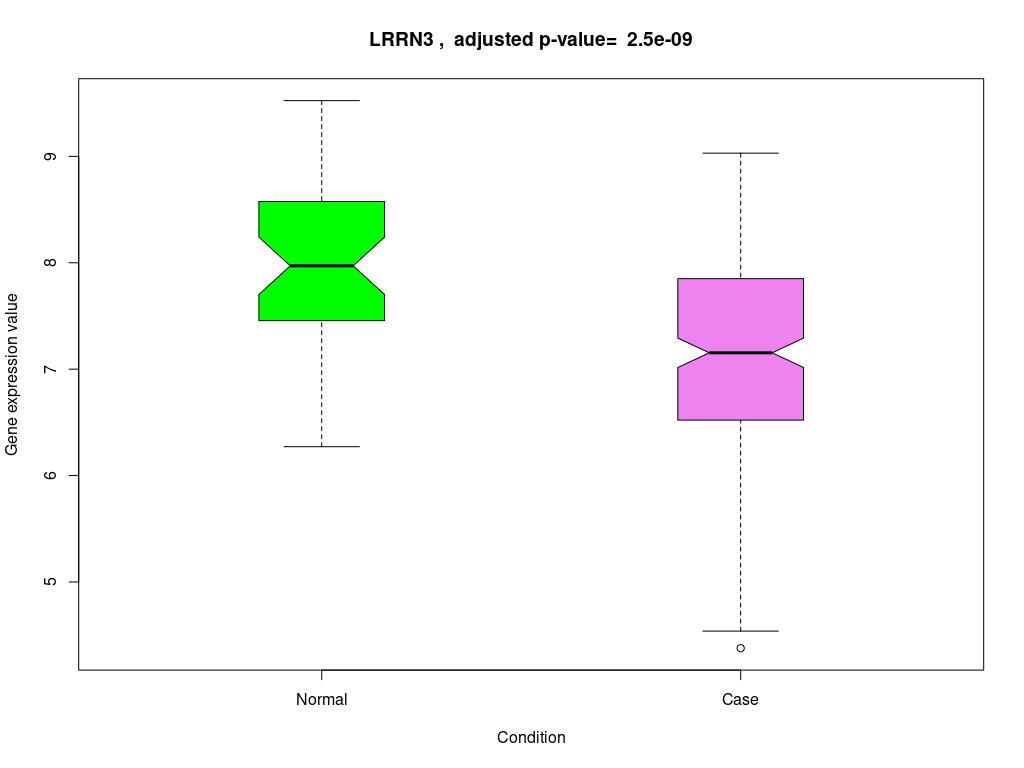 LRRN3 ,  adjusted p-value=  2.5e-09
Gene expression value
9
8
7
6
5
Normal
Case
Condition